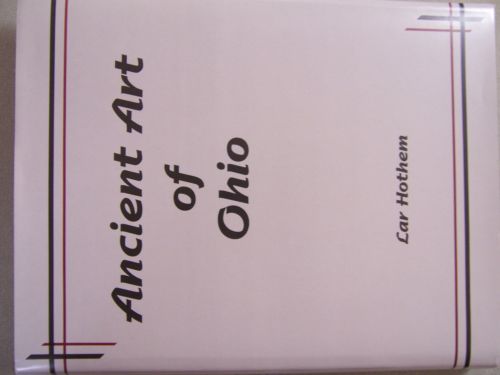 Ancient Art
of
Ohio
Lar Hothem